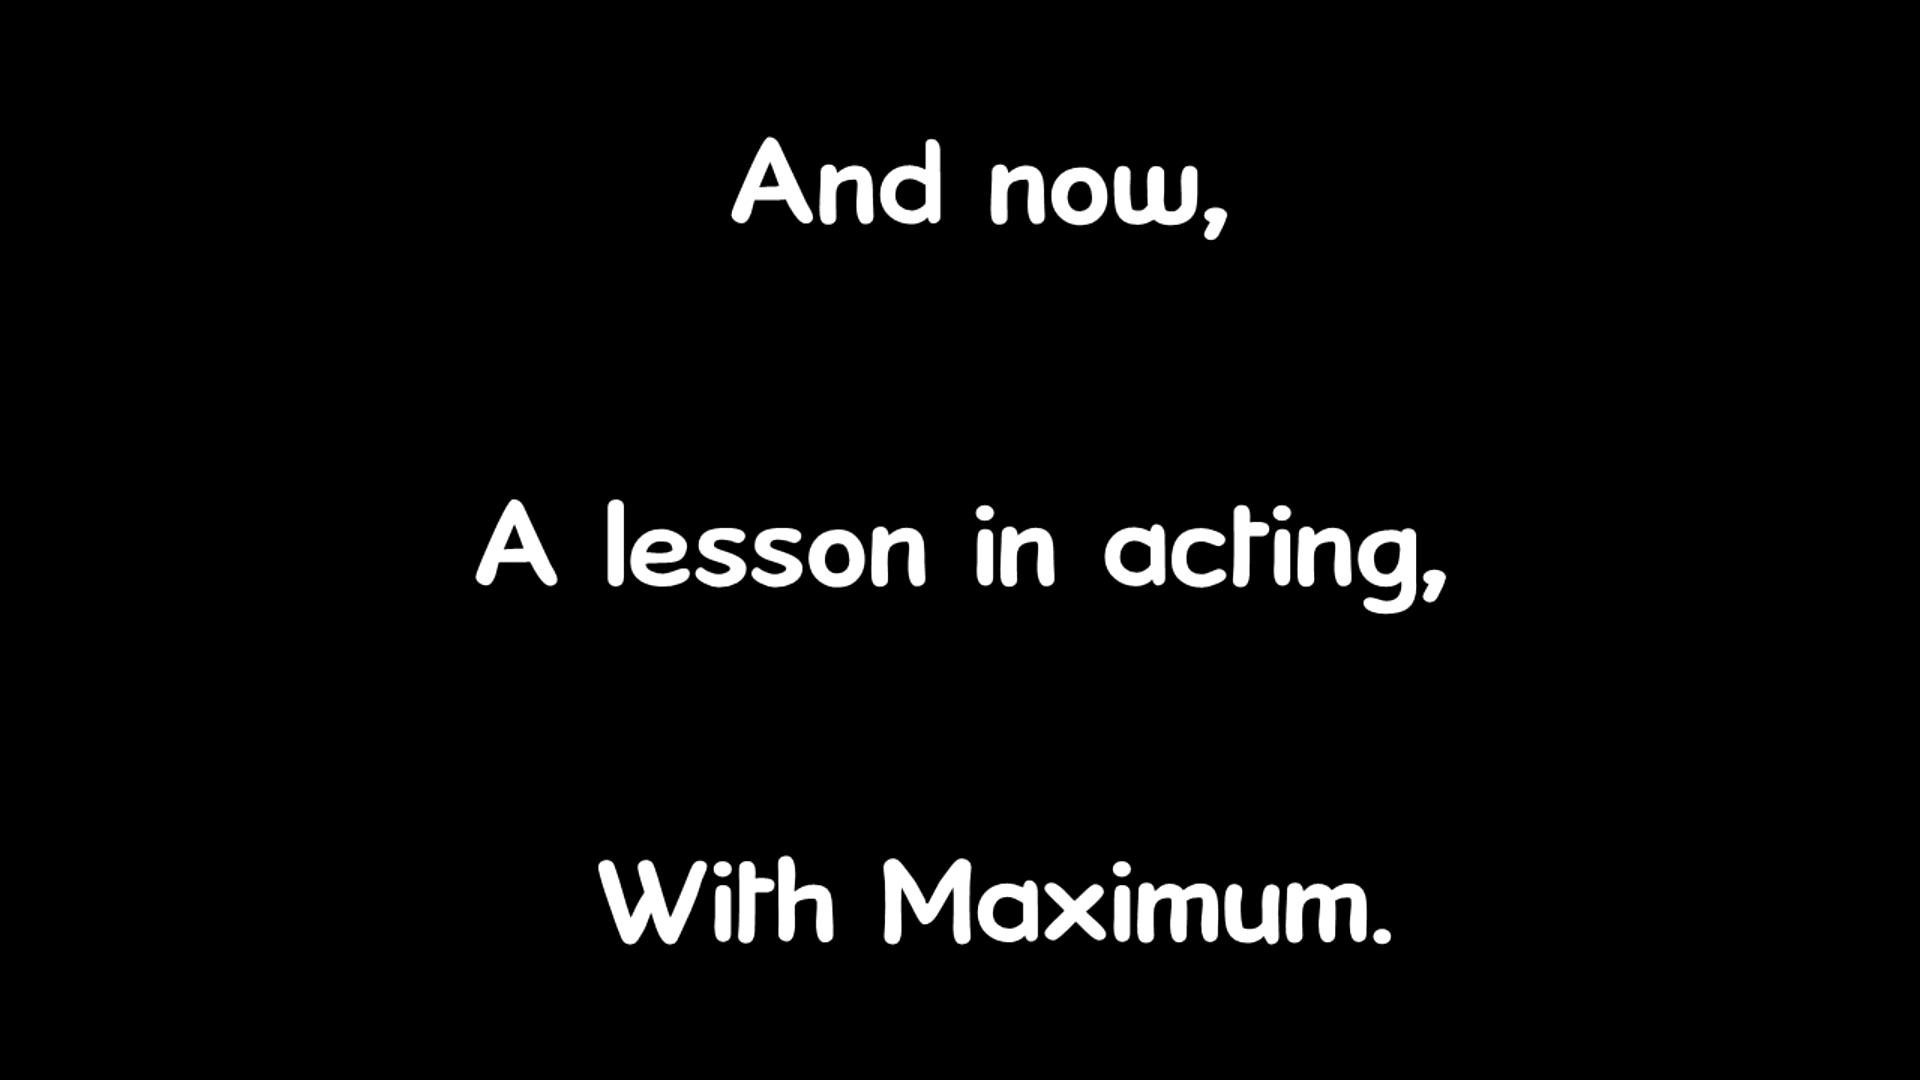 And now,
A lesson in acting,
With Maximum.